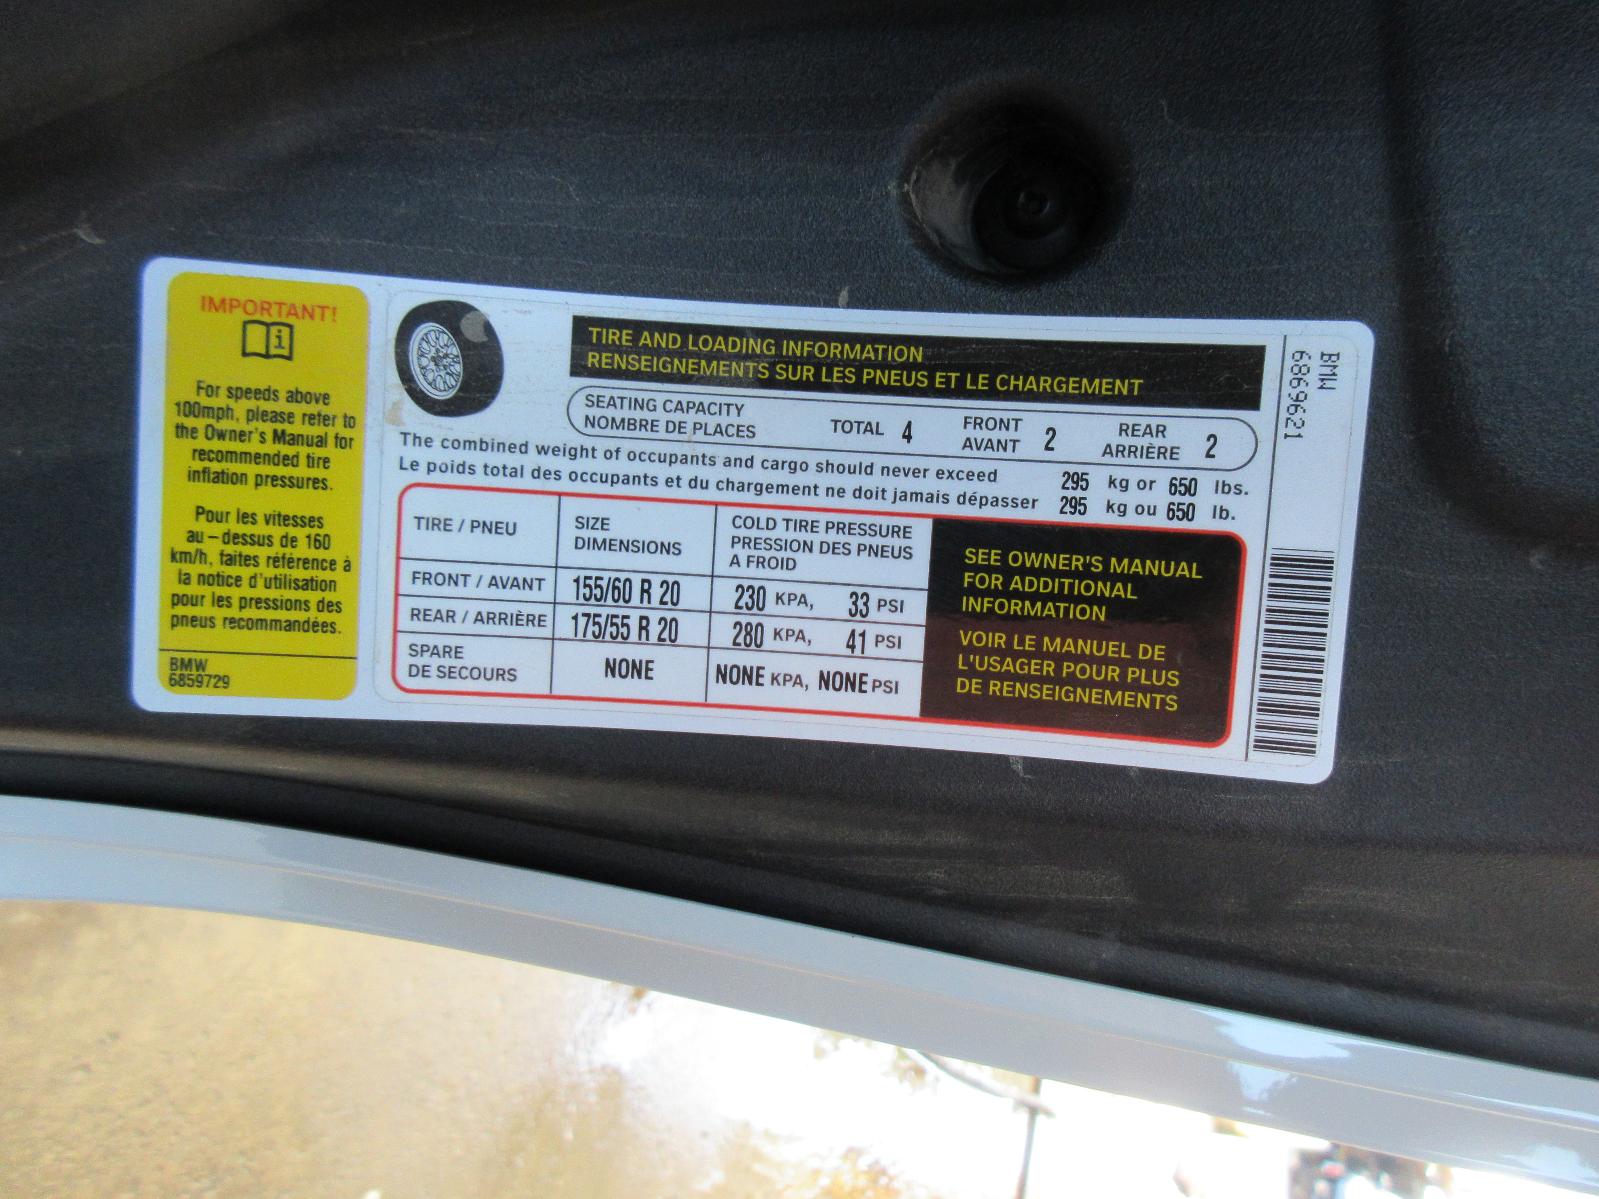 IMPORTANT!
i
For speeds above
100mph, please refer to
the Owner's Manual for
recommended tire
inflation pressures.
Pour les vitesses
au-dessus de 160
km/h, faites référence à
la notice d'utilisation
pour les pressions des
pneus recommandées.
BMW
6859729
TIRE AND LOADING INFORMATION
RENSEIGNEMENTS SUR LES PNEUS ET LE CHARGEMENT
SEATING CAPACITY
NOMBRE DE PLACES
TOTAL 4
FRONT
AVANT 2
REAR
ARRIÈRE 2
The combined weight of occupants and cargo should never exceed 295 kg or 650 lbs.
Le poids total des occupants et du chargement ne doit jamais dépasser 295 kg ou 650 lb.
TIRE / PNEU
SIZE
DIMENSIONS
COLD TIRE PRESSURE
PRESSION DES PNEUS
A FROID
FRONT / AVANT 155/60 R 20 230 KPA, 33 PSI
REAR / ARRIÈRE 175/55 R 20 280 KPA, 41 PSI
SPARE
DE SECOURS NONE NONE KPA, NONE PSI
SEE OWNER'S MANUAL
FOR ADDITIONAL
INFORMATION
VOIR LE MANUEL DE
L'USAGER POUR PLUS
DE RENSEIGNEMENTS
BMW
6869621